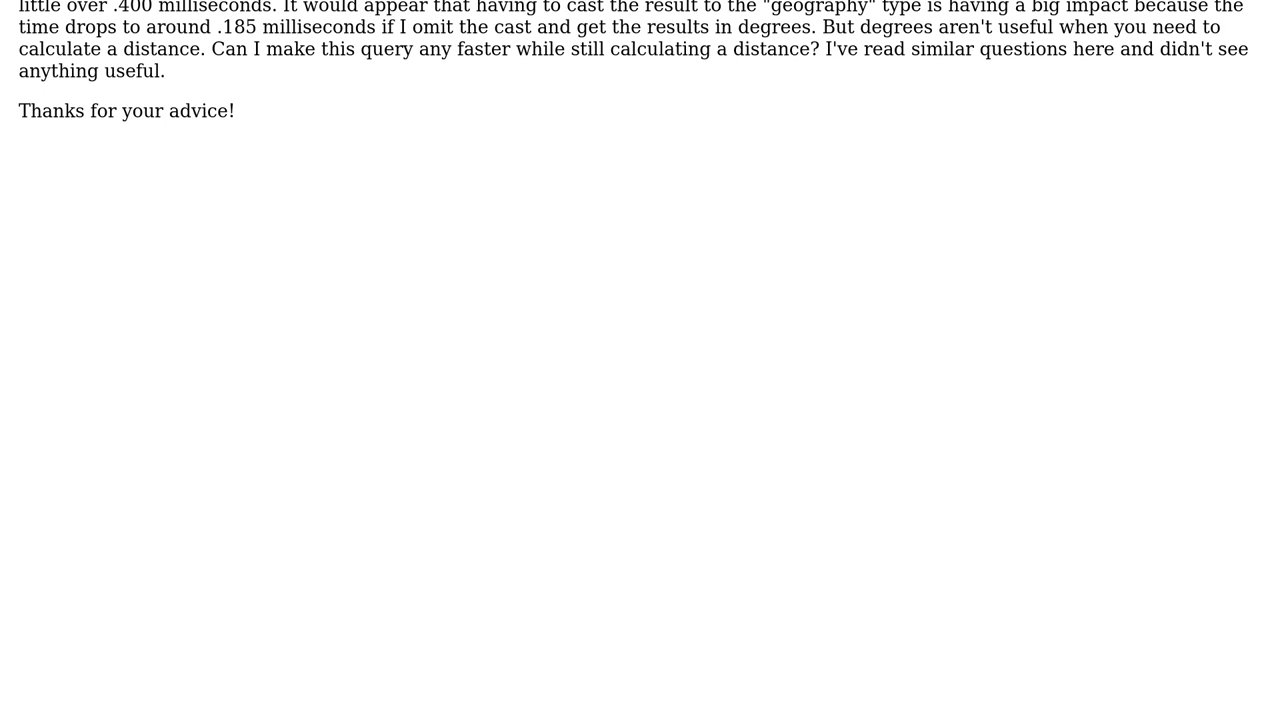 little over .400 milliseconds. It would appear that having to cast the result to the "geography" type is having a big impact because the
time drops to around .185 milliseconds if I omit the cast and get the results in degrees. But degrees aren't useful when you need to
calculate a distance. Can I make this query any faster while still calculating a distance? I've read similar questions here and didn't see
anything useful.
Thanks for your advice!